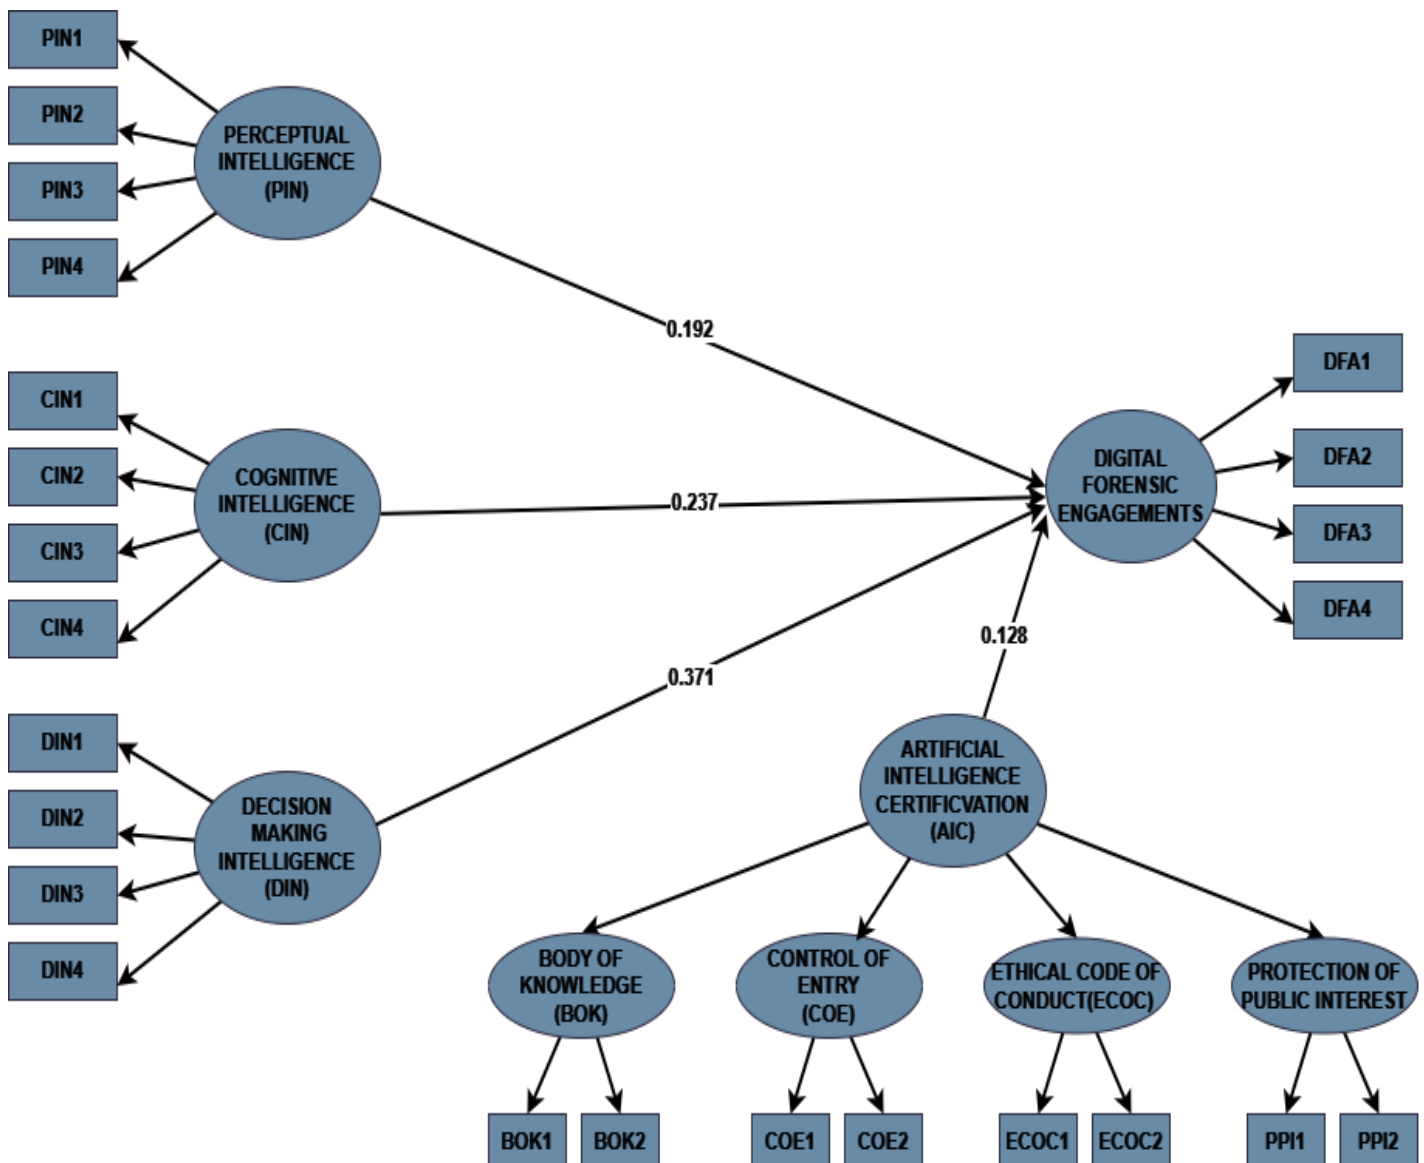 PIN1
PIN2
PIN3
PIN4
PERCEPTUAL
INTELLIGENCE
(PIN)
0.192
CIN1
CIN2
CIN3
CIN4
COGNITIVE
INTELLIGENCE
(CIN)
0.237
DIGITAL
FORENSIC
ENGAGEMENTS
DFA1
DFA2
DFA3
DFA4
0.128
0.371
DIN1
DIN2
DIN3
DIN4
DECISION
MAKING
INTELLIGENCE
(DIN)
ARTIFICIAL
INTELLIGENCE
CERTIFICVATION
(AIC)
BODY OF
KNOWLEDGE
(BOK)
CONTROL OF
ENTRY
(COE)
ETHICAL CODE OF
CONDUCT(ECOC)
PROTECTION OF
PUBLIC INTEREST
BOK1
BOK2
COE1
COE2
ECOC1
ECOC2
PPI1
PPI2